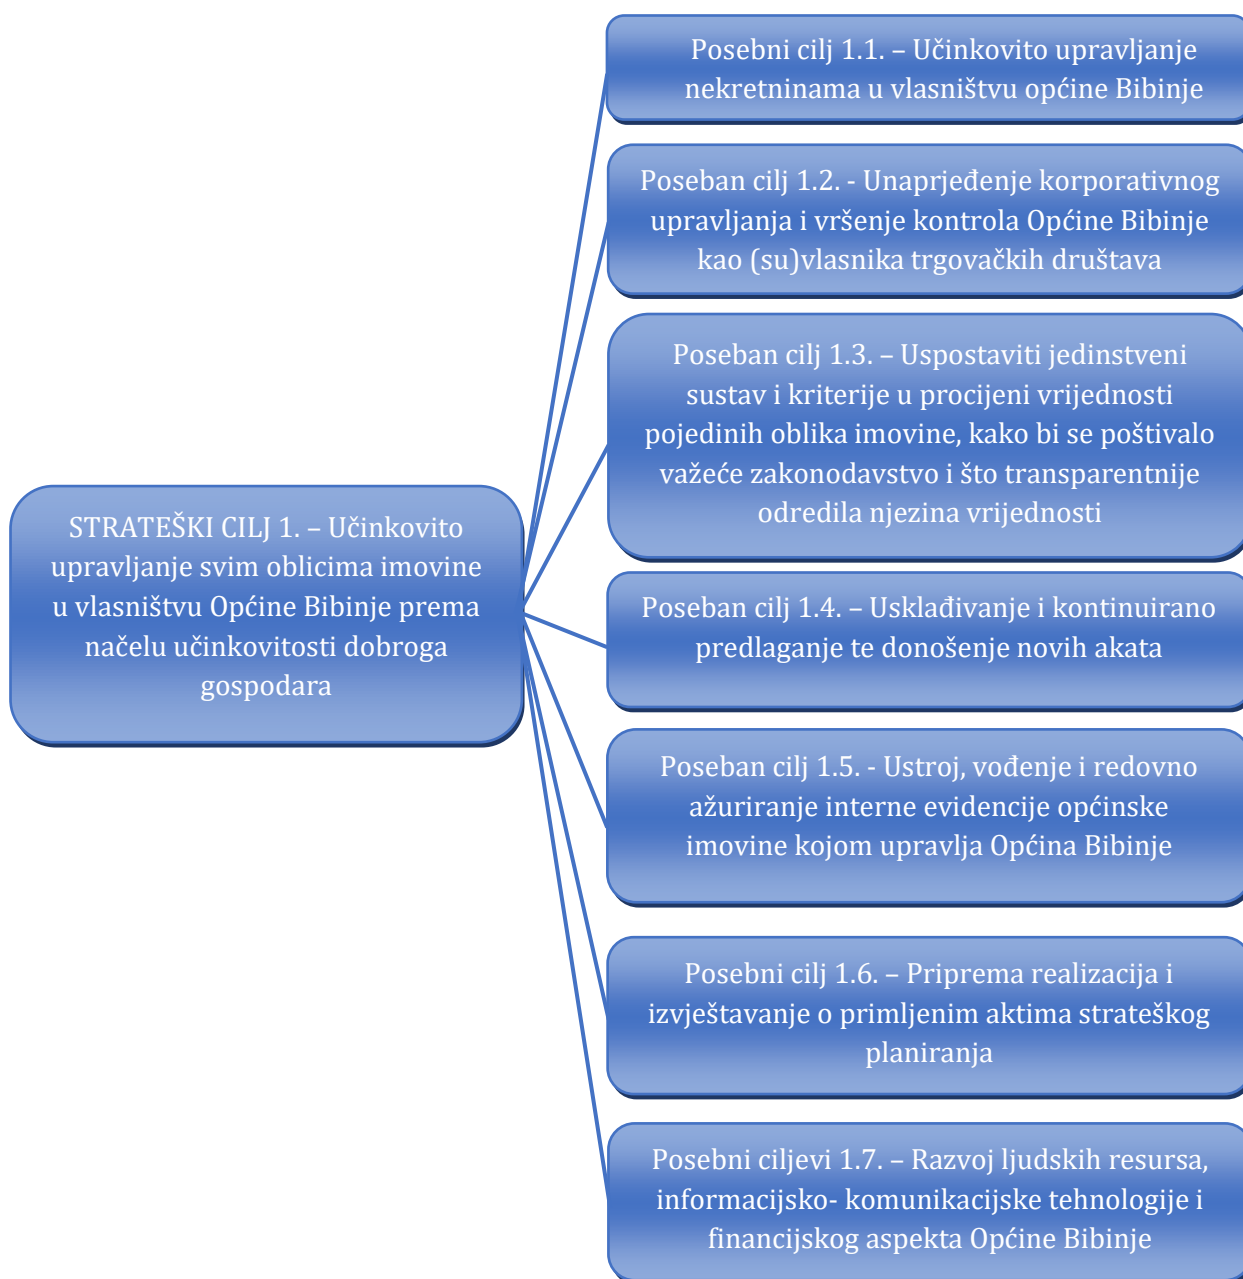 STRATEŠKI CILJ 1. – Učinkovito
upravljanje svim oblicima imovine
u vlasništvu Općine Bibinje prema
načelu učinkovitosti dobroga
gospodara
Posebni cilj 1.1. – Učinkovito upravljanje
nekretninama u vlasništvu općine Bibinje
Poseban cilj 1.2. - Unaprjeđenje korporativnog
upravljanja i vršenje kontrola Općine Bibinje
kao (su)vlasnika trgovačkih društava
Poseban cilj 1.3. – Uspostaviti jedinstveni
sustav i kriterije u procijeni vrijednosti
pojedinih oblika imovine, kako bi se poštivalo
važeće zakonodavstvo i što transparentnije
odredila njezina vrijednosti
Poseban cilj 1.4. – Usklađivanje i kontinuirano
predlaganje te donošenje novih akata
Poseban cilj 1.5. - Ustroj, vođenje i redovno
ažuriranje interne evidencije općinske
imovine kojom upravlja Općina Bibinje
Posebni cilj 1.6. – Priprema realizacija i
izvještavanje o primljenim aktima strateškog
planiranja
Posebni ciljevi 1.7. – Razvoj ljudskih resursa,
informacijsko- komunikacijske tehnologije i
financijskog aspekta Općine Bibinje